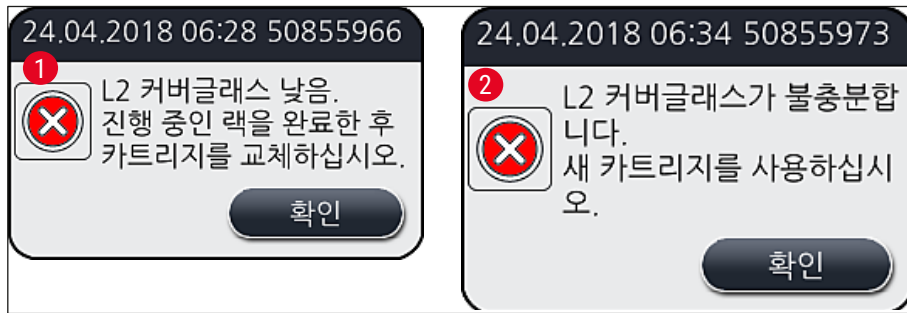 24.04.2018 06:28 50855966
1
L2 커버글래스 낮음.
진행 중인 랙을 완료한 후
카트리지를 교체하십시오.
확인
24.04.2018 06:34 50855973
2
L2 커버글래스가 불충분합
니다.
새 카트리지를 사용하십시
오.
확인